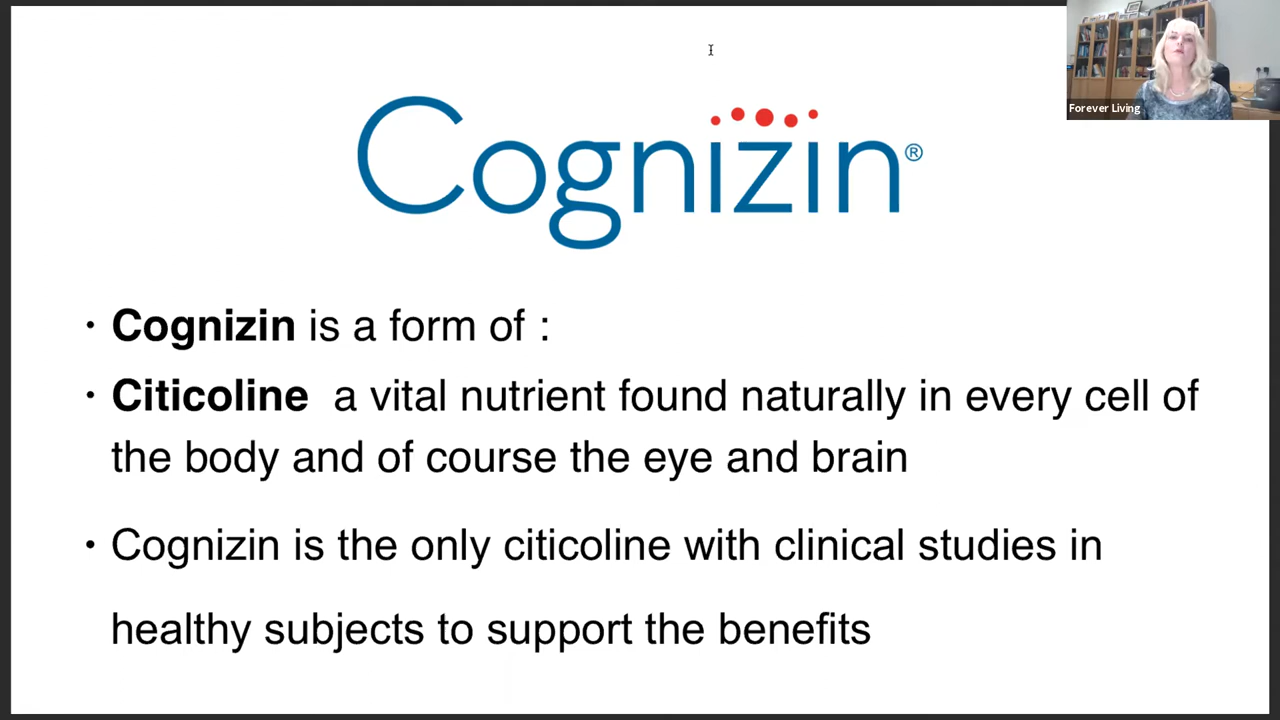 Forever Living
Cognizin®
• Cognizin is a form of :
• Citicoline a vital nutrient found naturally in every cell of
the body and of course the eye and brain
• Cognizin is the only citicoline with clinical studies in
healthy subjects to support the benefits